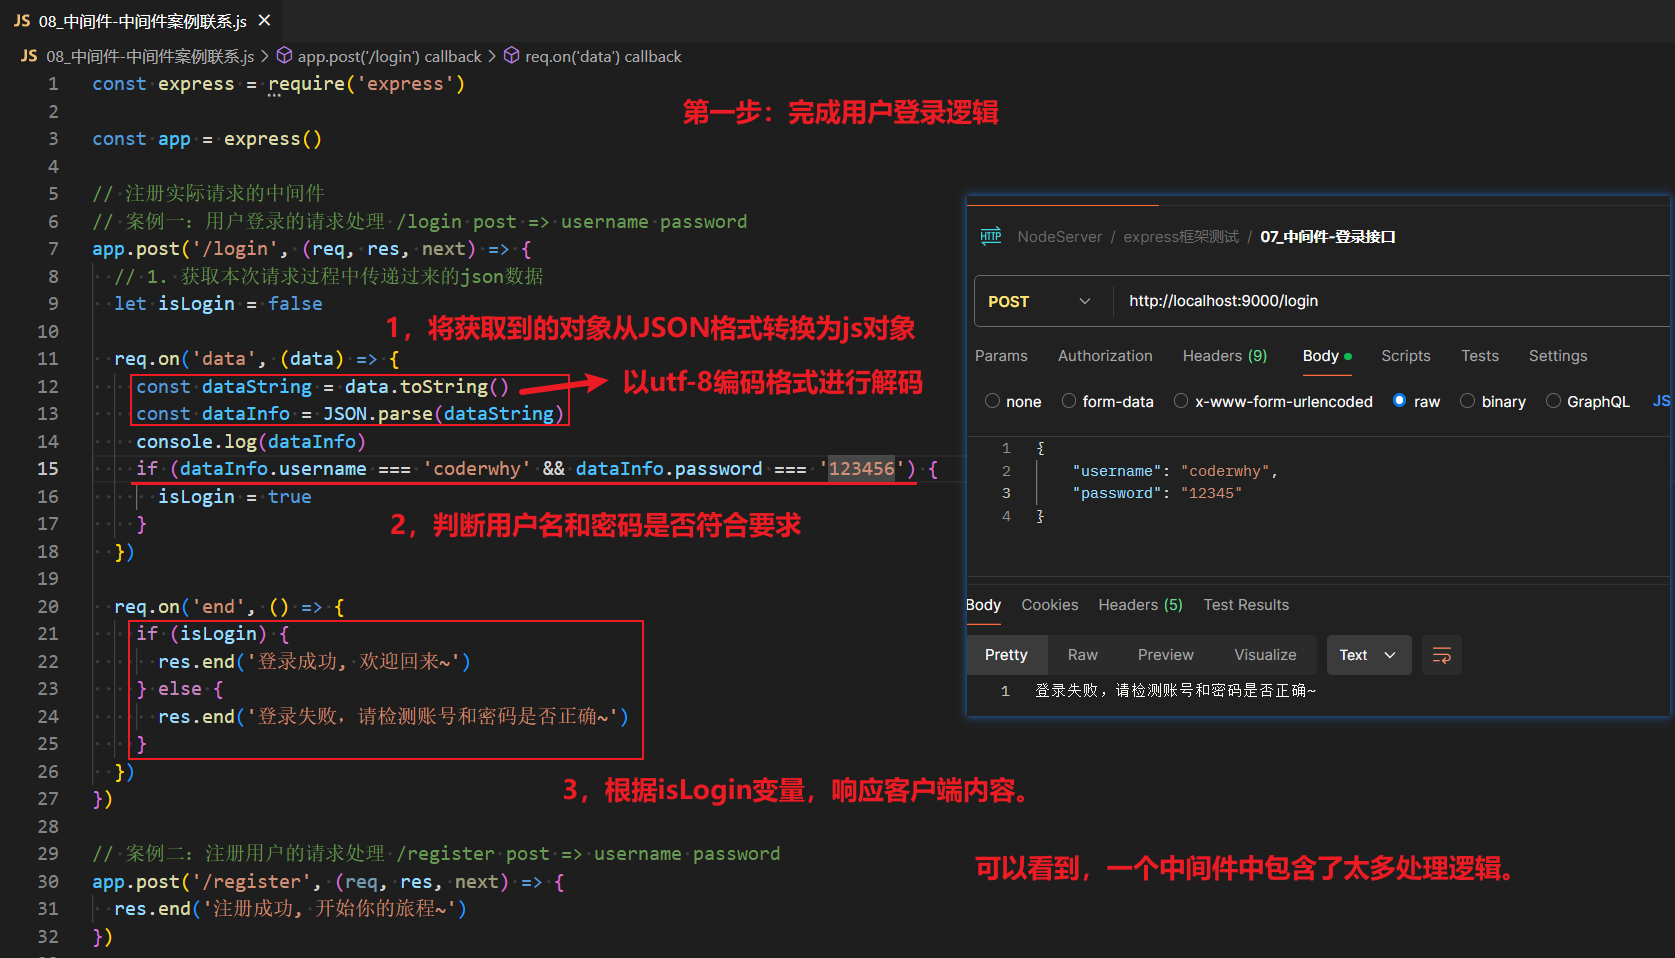 JS 08_中间件-中间件案例联系.js ×
JS 08_中间件-中间件案例联系.js > app.post('/login') callback > req.on('data') callback
1 const express = require('express')
2
第一步：完成用户登录逻辑
3 const app = express()
4
5 // 注册实际请求的中间件
6 // 案例一：用户登录的请求处理 /login post => username password
7 app.post('/login', (req, res, next) => {
8 // 1. 获取本次请求过程中传递过来的json数据
9 let isLogin = false
10
1，将获取到的对象从JSON格式转换为js对象
11 req.on('data', (data) => {
12 const dataString = data.toString()
以utf-8编码格式进行解码
13 const dataInfo = JSON.parse(dataString)
14 console.log(dataInfo)
15 if (dataInfo.username === 'coderwhy' && dataInfo.password === '123456') {
16 isLogin = true
17 }
2，判断用户名和密码是否符合要求
18 })
19
20 req.on('end', () => {
21 if (isLogin) {
22 res.end('登录成功, 欢迎回来~')
23 } else {
24 res.end('登录失败，请检测账号和密码是否正确~')
25 }
26 })
3，根据isLogin变量，响应客户端内容。
27 })
28
29 // 案例二：注册用户的请求处理 /register post => username password
30 app.post('/register', (req, res, next) => {
31 res.end('注册成功, 开始你的旅程~')
32 })
可以看到，一个中间件中包含了太多处理逻辑。
HTTP NodeServer / express框架测试 / 07_中间件-登录接口
POST http://localhost:9000/login
Params Authorization Headers (9) Body Scripts Tests Settings
none form-data x-www-form-urlencoded raw binary GraphQL JS
1 {
2 "username": "coderwhy",
3 "password": "12345"
4 }
Body Cookies Headers (5) Test Results
Pretty Raw Preview Visualize Text
1 登录失败，请检测账号和密码是否正确~